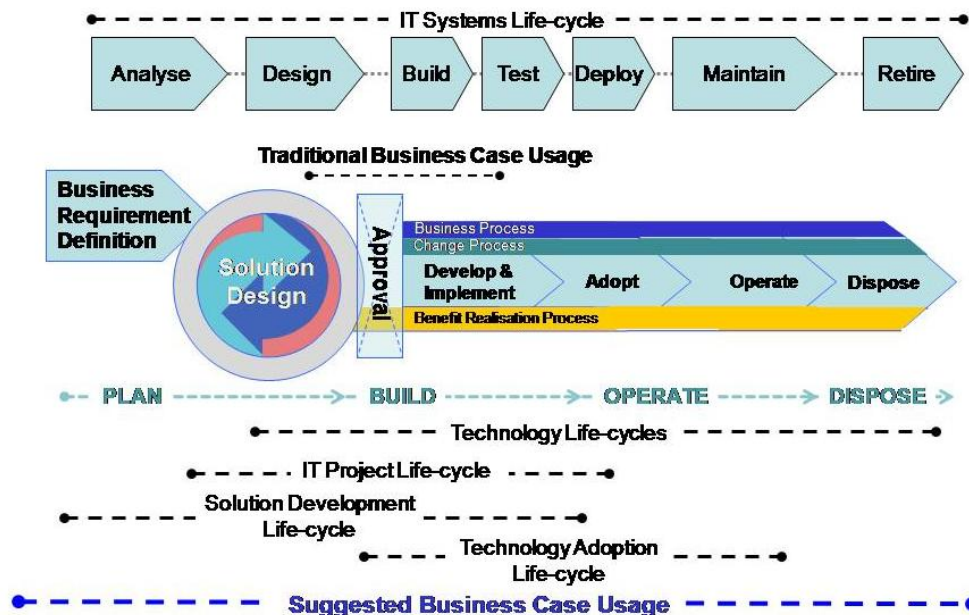 IT Systems Life-cycle
Analyse
Design
Build
Test
Deploy
Maintain
Retire
Traditional Business Case Usage
Business
Requirement
Definition
Solution
Design
Approval
Business Process
Change Process
Develop &
Implement
Adopt
Operate
Dispose
Benefit Realisation Process
PLAN
BUILD
OPERATE
DISPOSE
Technology Life-cycles
IT Project Life-cycle
Solution Development
Life-cycle
Technology Adoption
Life-cycle
Suggested Business Case Usage